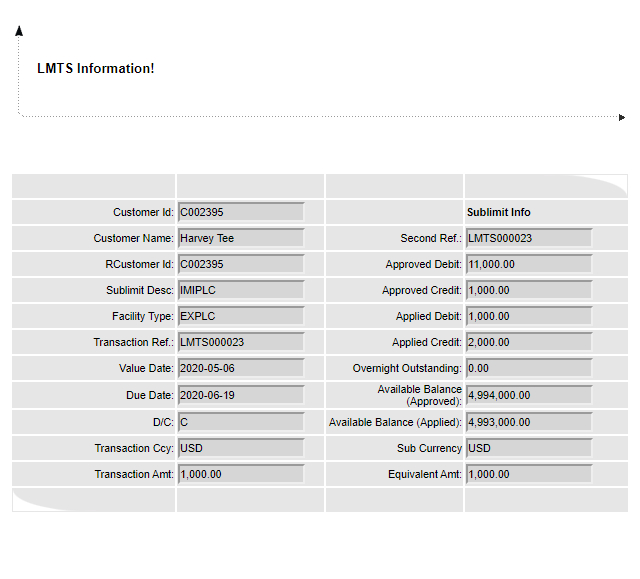 LMTS Information!
Sublimit Info
Customer Id: C002395
Customer Name: Harvey Tee Second Ref.: LMTS000023
RCustomer Id: C002395 Approved Debit: 11,000.00
Sublimit Desc: IMIPLC Approved Credit: 1,000.00
Facility Type: EXPLC Applied Debit: 1,000.00
Transaction Ref.: LMTS000023 Applied Credit: 2,000.00
Value Date: 2020-05-06 Overnight Outstanding: 0.00
Due Date: 2020-06-19 Available Balance
(Approved): 4,994,000.00
D/C: C Available Balance (Applied): 4,993,000.00
Transaction Ccy: USD Sub Currency USD
Transaction Amt: 1,000.00 Equivalent Amt: 1,000.00